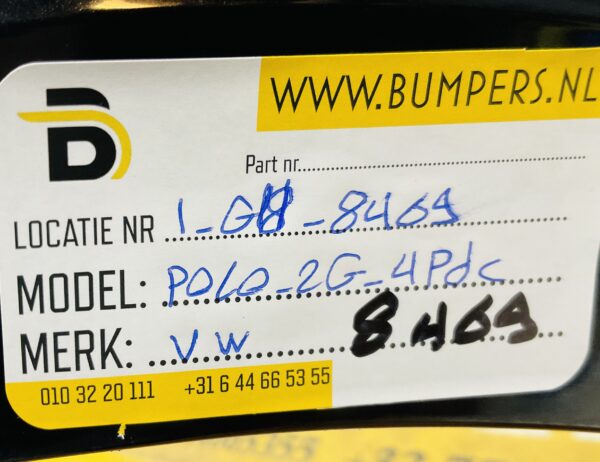 WWW.BUMPERS.NL
Part nr.
LOCATIE NR 1-G8-8469
MODEL: POLO-2G-4Pdc
MERK: VW 8469
010 32 20 111 +31 6 44 66 53 55